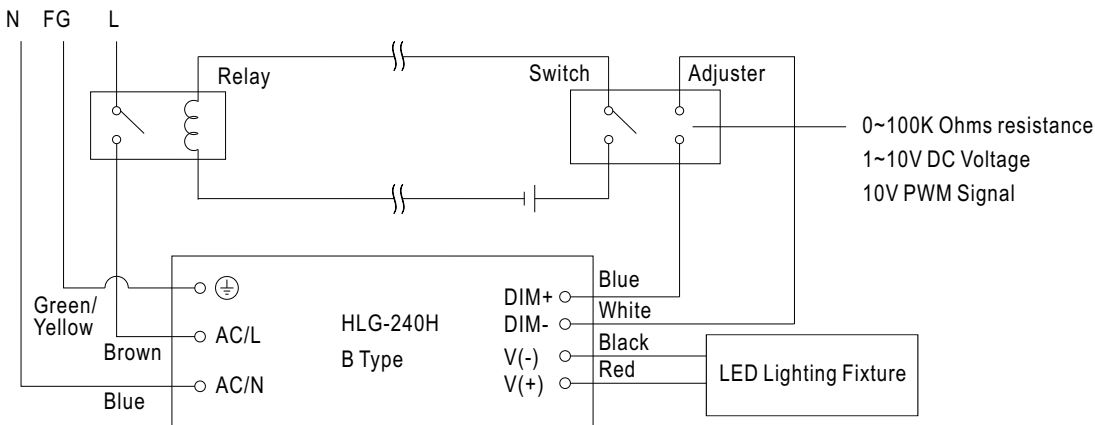 N FG L
Relay
Switch
Adjuster
0~100K Ohms resistance
1~10V DC Voltage
10V PWM Signal
Green/
Yellow
Brown
Blue
AC/L
AC/N
HLG-240H
B Type
DIM+
DIM-
V(-)
V(+)
Blue
White
Black
Red
LED Lighting Fixture